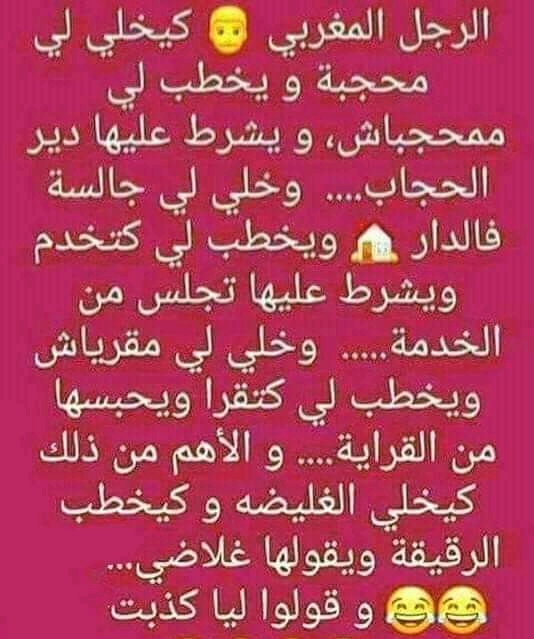 الرجل المغربي 👨 كيخلي لي
محجبة و يخطب لي
ممحجباش، و يشرط عليها دير
الحجاب.... وخلي لي جالسة
فالدار 🏠 ويخطب لي كتخدم
ويشرط عليها تجلس من
الخدمة..... وخلي لي مقرياش
ويخطب لي كتقرا ويحبسها
من القراية.... و الأهم من ذلك
كيخلي الغليضه و كيخطب
الرقيقة ويقولها غلاضي...
😂😂 و قولوا ليا كذبت